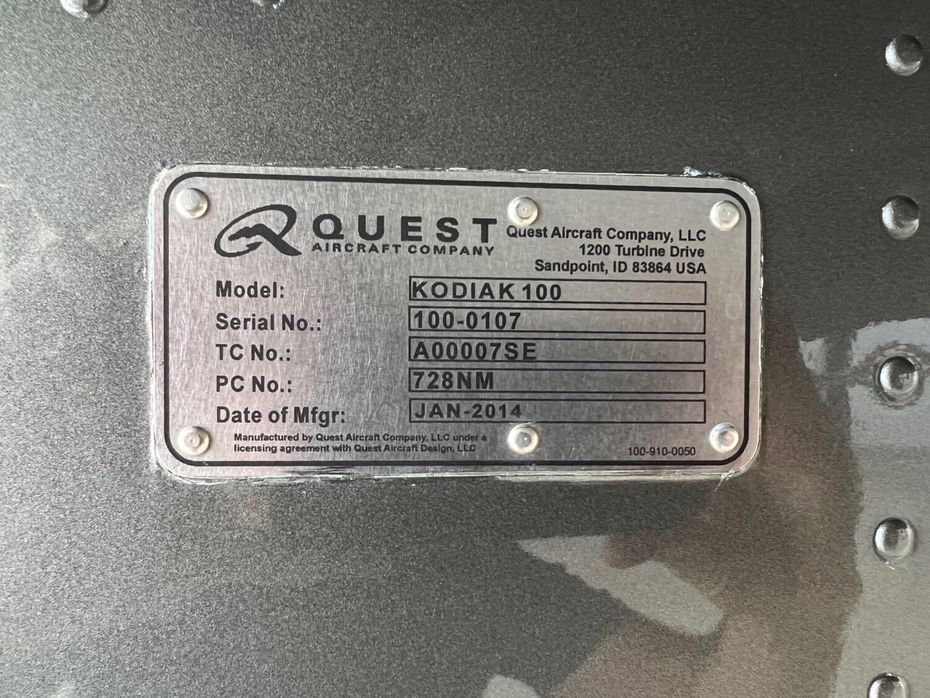 QUEST
AIRCRAFT COMPANY
Quest Aircraft Company, LLC
1200 Turbine Drive
Sandpoint, ID 83864 USA
Model: KODIAK 100
Serial No.: 100-0107
TC No.: A00007SE
PC No.: 728NM
Date of Mfgr: JAN-2014
Manufactured by Quest Aircraft Company, LLC under a
licensing agreement with Quest Aircraft Design, LLC
100-910-0050